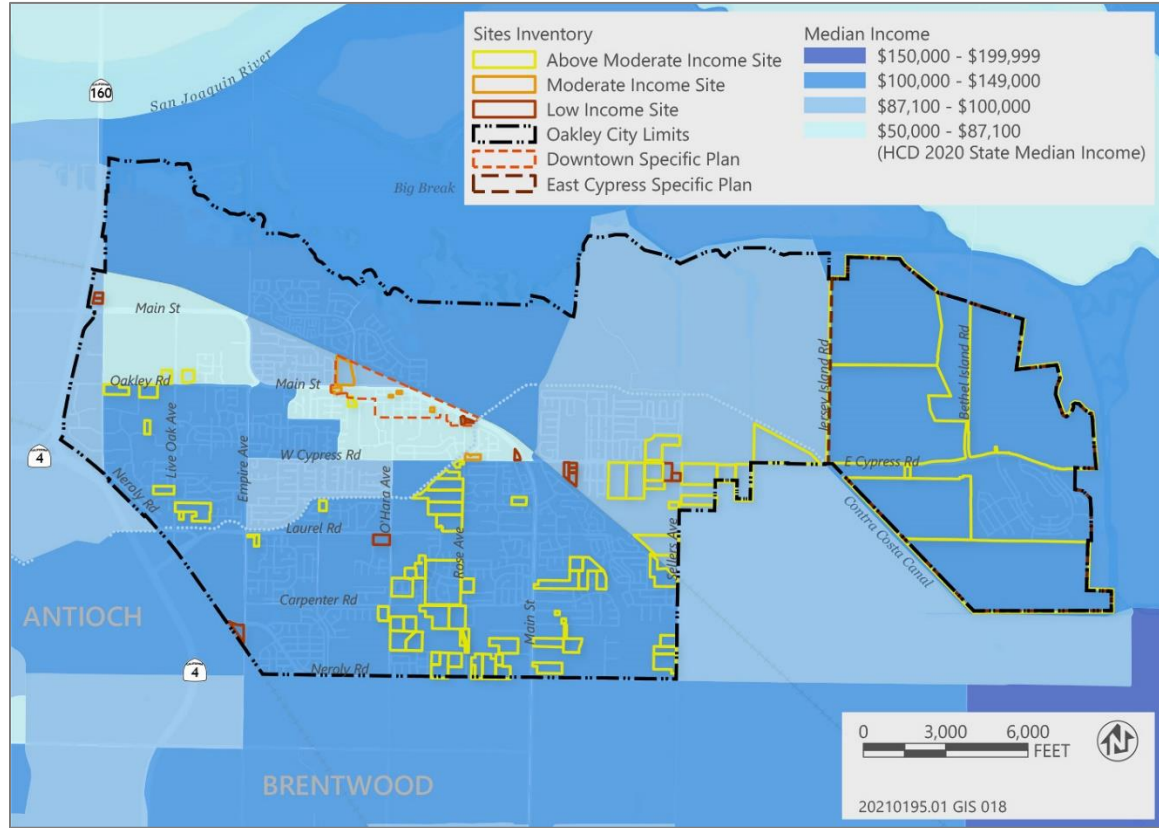 Sites Inventory
Above Moderate Income Site
Moderate Income Site
Low Income Site
Oakley City Limits
Downtown Specific Plan
East Cypress Specific Plan
Median Income
$150,000 - $199,999
$100,000 - $149,000
$87,100 - $100,000
$50,000 - $87,100
(HCD 2020 State Median Income)
160
San Joaquin River
Big Break
Main St
Oakley Rd
Main St
Jersey Island Rd
Bethel Island Rd
Live Oak Ave
Empire Ave
W Cypress Rd
O'Hara Ave
E Cypress Rd
4
Neroly Rd
Laurel Rd
Rose Ave
Sellers Ave
Contra Costa Canal
Carpenter Rd
Main St
ANTIOCH
4
Neroly Rd
BRENTWOOD
0 3,000 6,000
FEET
N
20210195.01 GIS 018